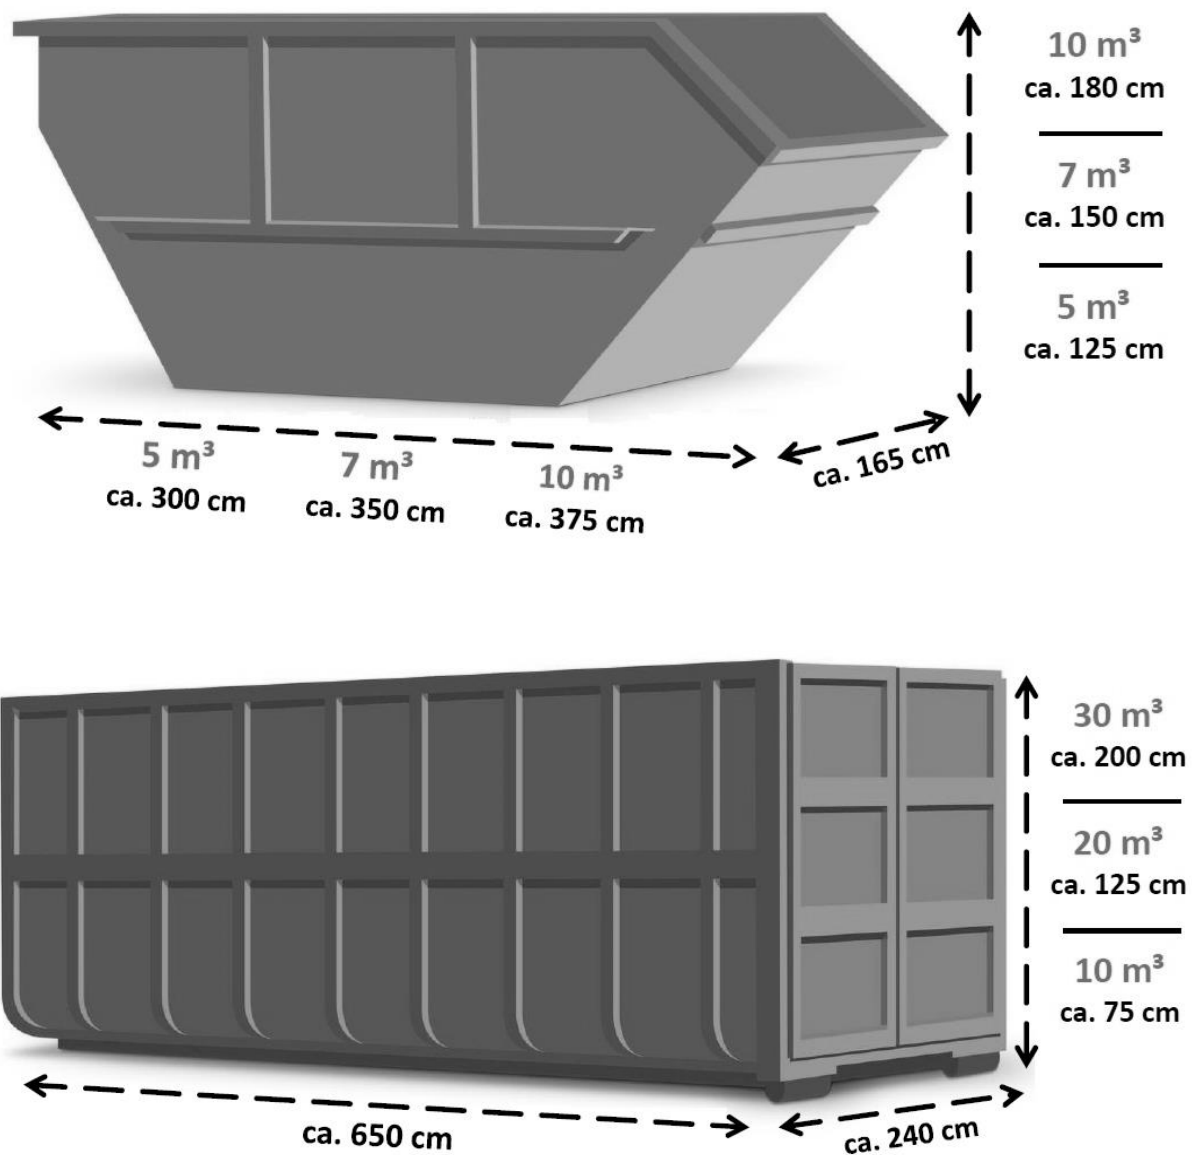 10 m³
ca. 180 cm
7 m³
ca. 150 cm
5 m³
ca. 125 cm
5 m³
ca. 300 cm
7 m³
ca. 350 cm
10 m³
ca. 375 cm
ca. 165 cm
30 m³
ca. 200 cm
20 m³
ca. 125 cm
10 m³
ca. 75 cm
ca. 650 cm
ca. 240 cm